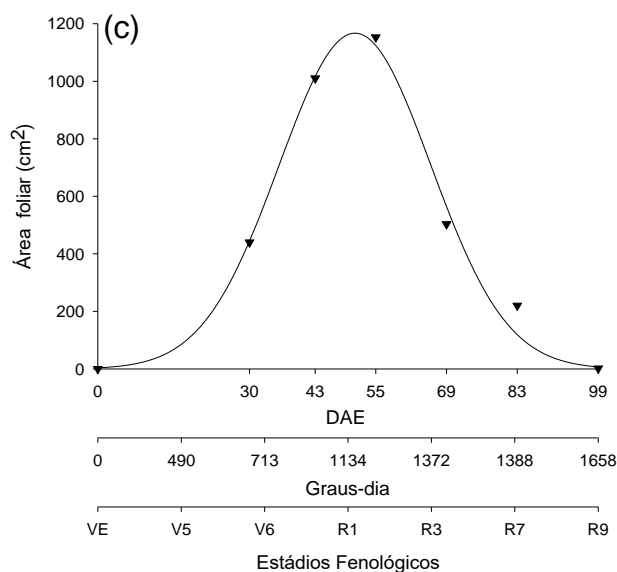 (c)
1200
1000
800
600
400
200
0
Área foliar (cm²)
0 30 43 55 69 83 99
DAE
0 490 713 1134 1372 1388 1658
Graus-dia
VE V5 V6 R1 R3 R7 R9
Estádios Fenológicos